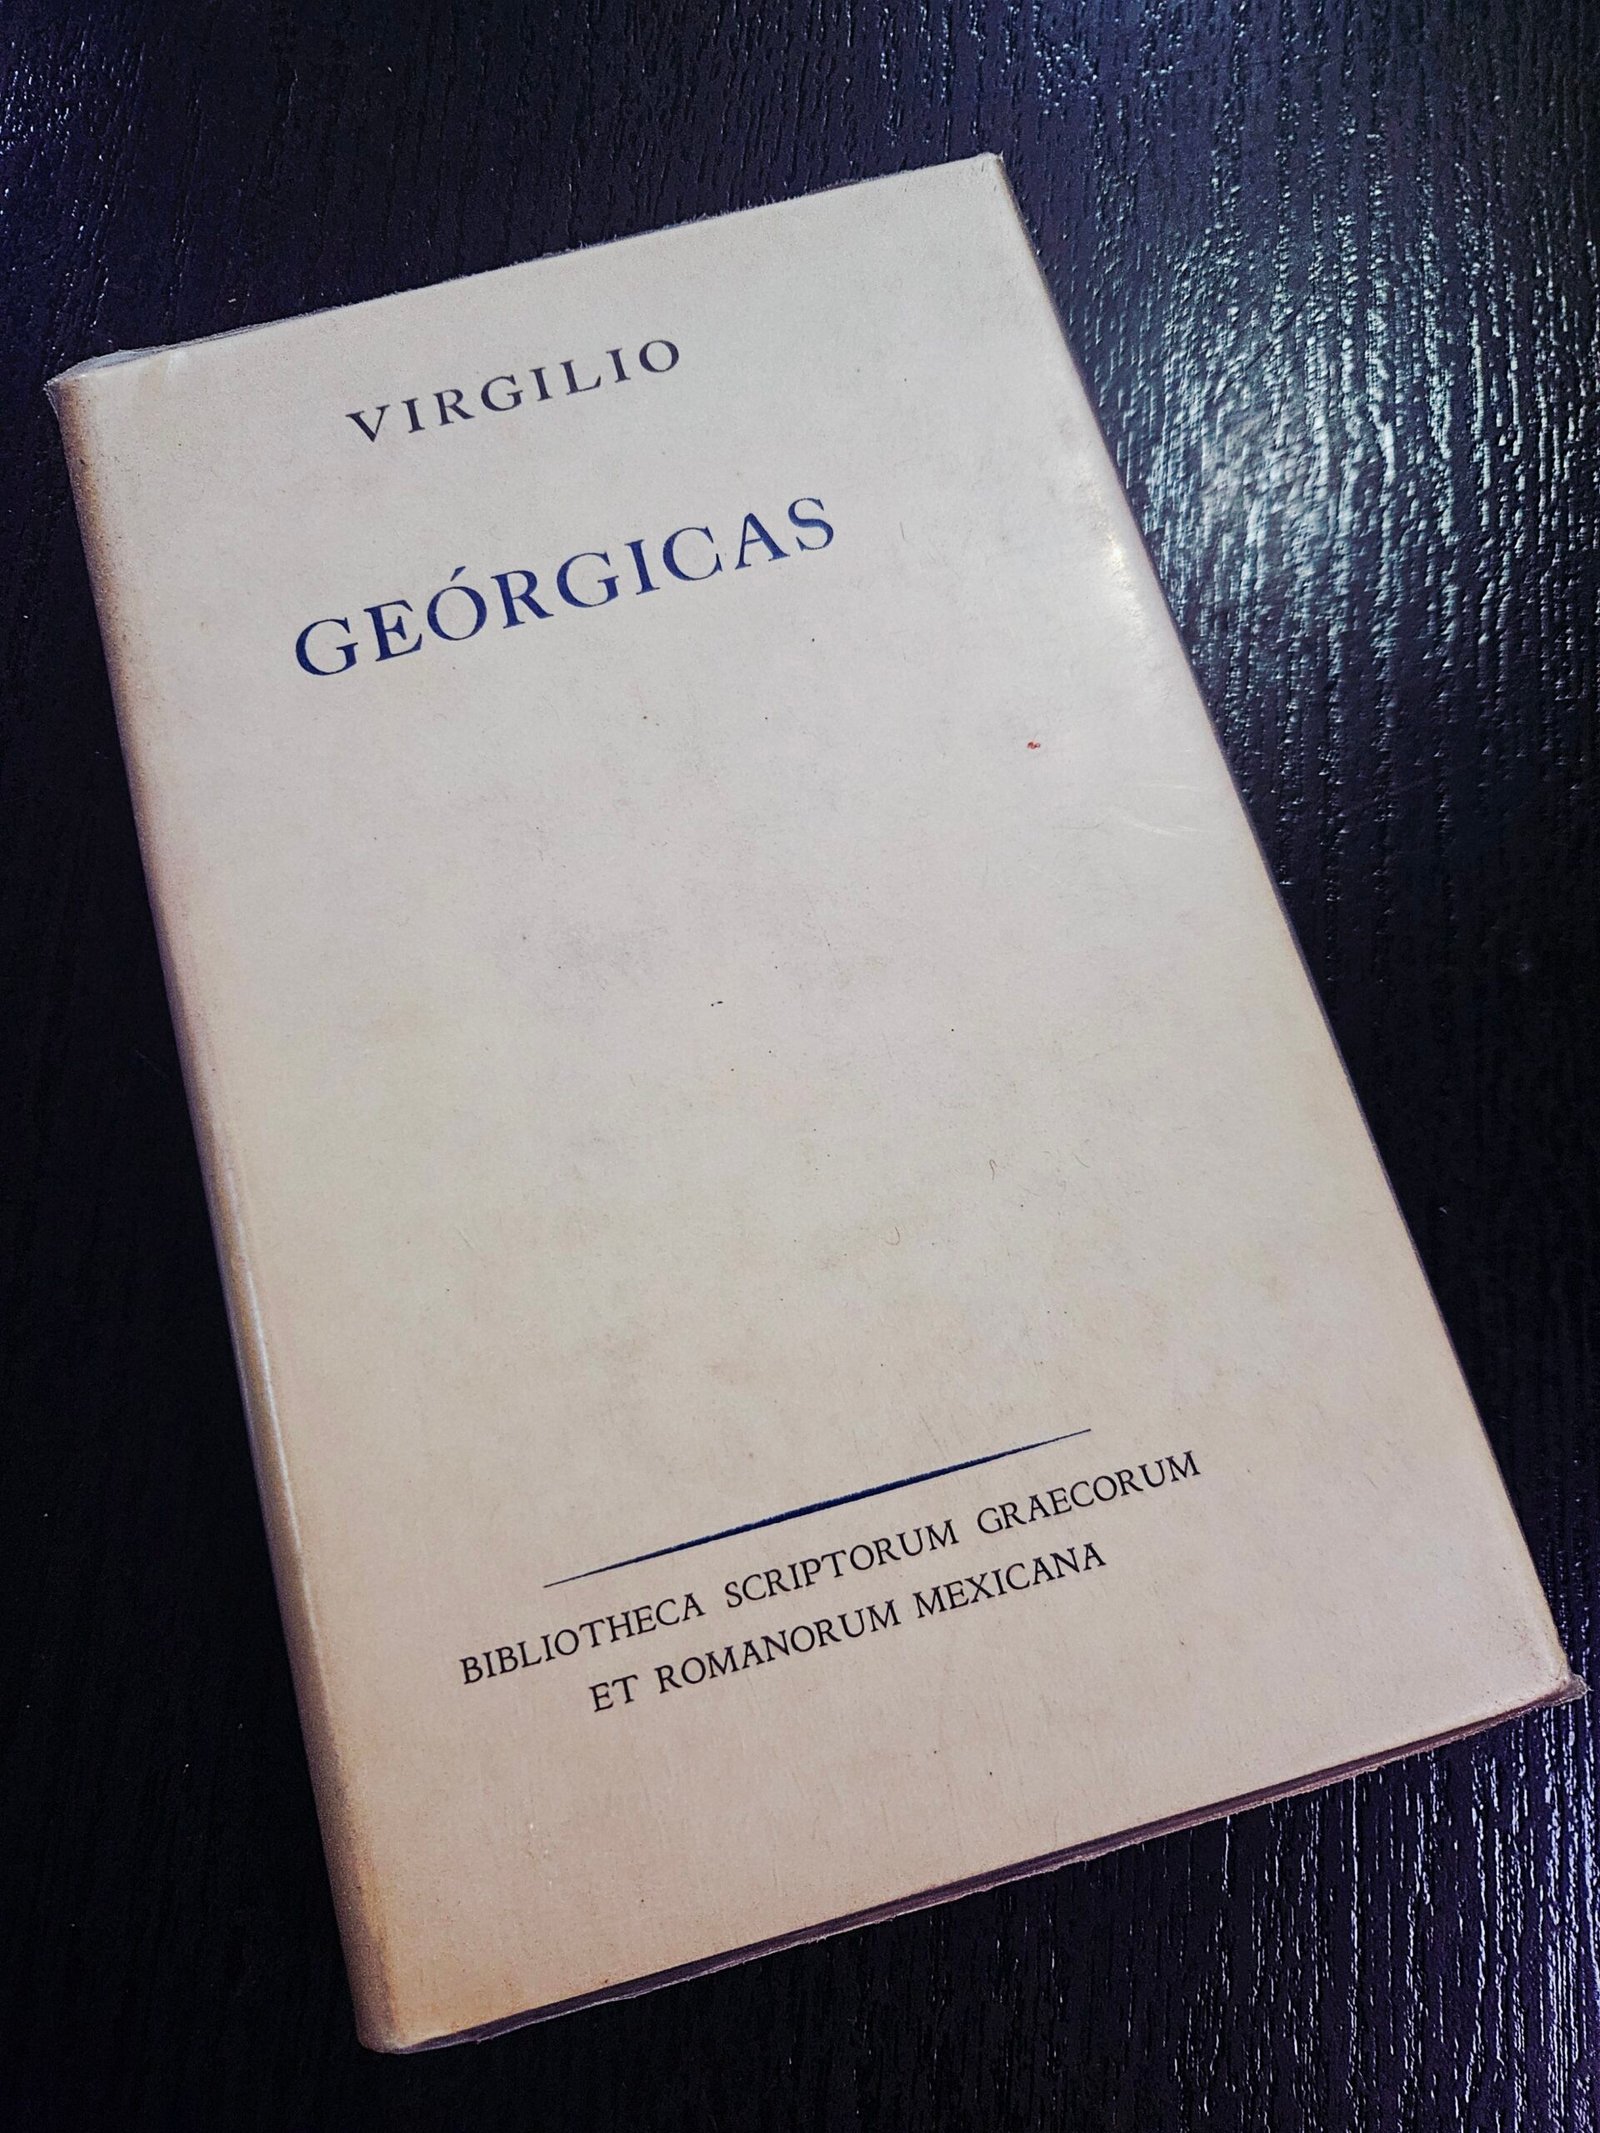 VIRGILIO
GEÓRGICAS
BIBLIOTHECA SCRIPTORUM GRAECORUM
ET ROMANORUM MEXICANA